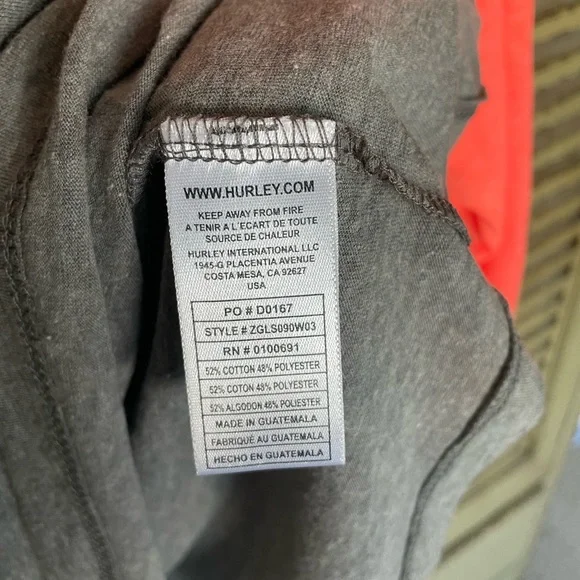 WWW.HURLEY.COM
KEEP AWAY FROM FIRE
A TENIR A L'ECART DE TOUTE
SOURCE DE CHALEUR
HURLEY INTERNATIONAL LLC
1945-G PLACENTIA AVENUE
COSTA MESA, CA 92627
USA
PO # D0167
STYLE # ZGLS090W03
RN # 0100691
52% COTTON 48% POLYESTER
52% COTON 48% POLYESTER
52% ALGODON 48% POLIESTER
MADE IN GUATEMALA
FABRIQUÉ AU GUATEMALA
HECHO EN GUATEMALA